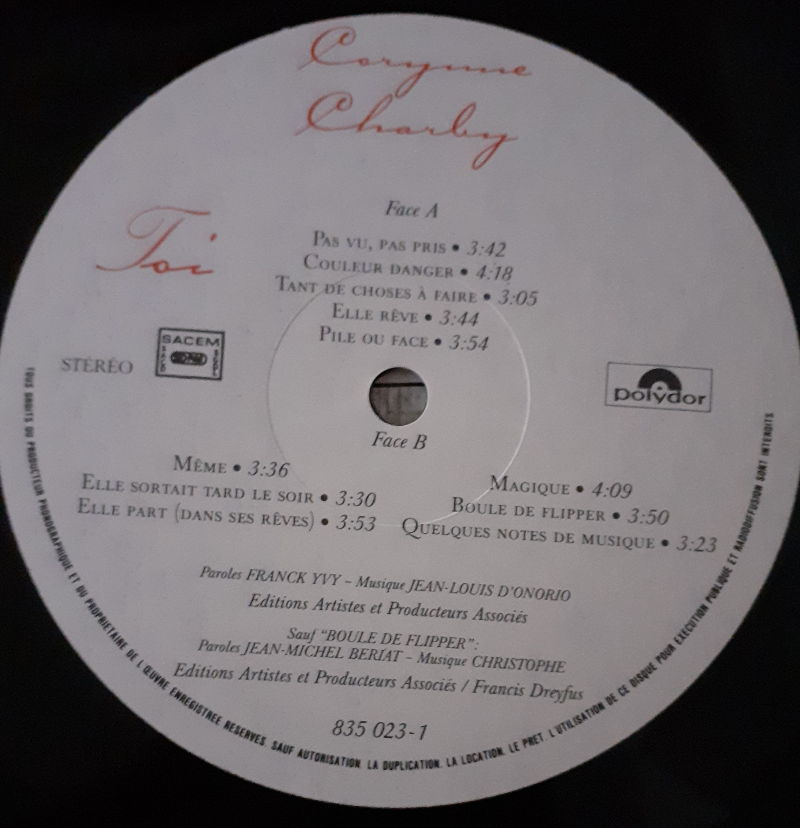 Corynne
Charby
Toi
Face A
PAS VU, PAS PRIS • 3:42
COULEUR DANGER • 4:18
TANT DE CHOSES À FAIRE • 3:05
ELLE RÊVE • 3:44
PILE OU FACE • 3:54
STÉRÉO
SACEM
polydor
Face B
MÊME • 3:36
ELLE SORTAIT TARD LE SOIR • 3:30
ELLE PART (DANS SES RÊVES) • 3:53
MAGIQUE • 4:09
BOULE DE FLIPPER • 3:50
QUELQUES NOTES DE MUSIQUE • 3:23
Paroles FRANCK YVY – Musique JEAN-LOUIS D'ONORIO
Editions Artistes et Producteurs Associés
Sauf "BOULE DE FLIPPER":
Paroles JEAN-MICHEL BERIAT – Musique CHRISTOPHE
Editions Artistes et Producteurs Associés / Francis Dreyfus
835 023-1
TOUS DROITS DU PRODUCTEUR PHONOGRAPHIQUE ET DU PROPRIETAIRE DE L'ŒUVRE ENREGISTREE RESERVES. SAUF AUTORISATION. LA DUPLICATION. LA LOCATION. LE PRET. L'UTILISATION DE CE DISQUE POUR EXECUTION PUBLIQUE ET RADIODIFFUSION SONT INTERDITS